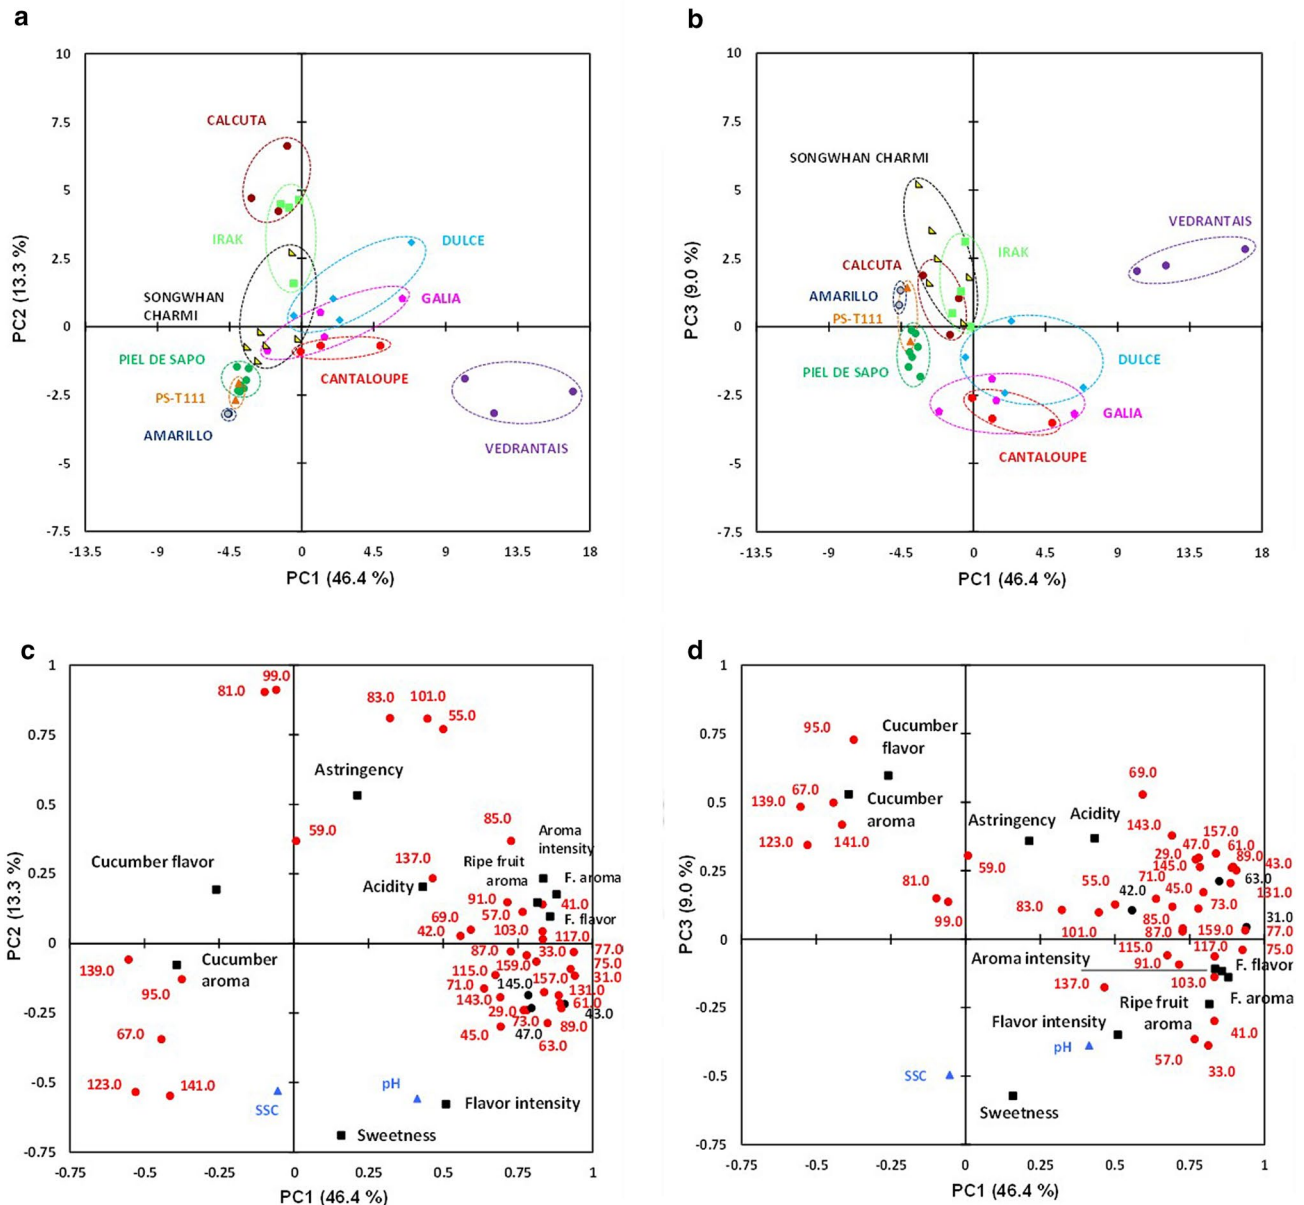 a
10
7.5
5
2.5
0
-2.5
-5
-7.5
PC2 (13.3 %)
CALCUTA
IRAK
DULCE
GALIA
SONGWHAN
CHARMI
PIEL DE SAPO
PS-T111
AMARILLO
CANTALOUPE
VEDRANTAIS
-13.5 -9 -4.5 0 4.5 9 13.5 18
PC1 (46.4 %)
b
10
7.5
5
2.5
0
-2.5
-5
-7.5
PC3 (9.0 %)
SONGWHAN CHARMI
VEDRANTAIS
IRAK
CALCUTA
AMARILLO
PS-T111
PIEL DE SAPO
DULCE
GALIA
CANTALOUPE
-13.5 -9 -4.5 0 4.5 9 13.5 18
PC1 (46.4 %)
c
1
0.75
0.5
0.25
0
-0.25
-0.5
-0.75
PC2 (13.3 %)
99.0
81.0
83.0 101.0
55.0
Astringency
59.0
85.0
Aroma
intensity
137.0
Ripe fruit
aroma
Cucumber flavor
F. aroma
Acidity
91.0
41.0
57.0
F. flavor
69.0
42.0
103.0
117.0
87.0
33.0
77.0
Cucumber
aroma
139.0
95.0
159.0
75.0
115.0
157.0
31.0
71.0
145.0
131.0
143.0
61.0
29.0
43.0
73.0
89.0
45.0
47.0
63.0
67.0
123.0
141.0
SSC
pH
Flavor intensity
Sweetness
-0.75 -0.5 -0.25 0 0.25 0.5 0.75 1
PC1 (46.4 %)
d
1
0.75
0.5
0.25
0
-0.25
-0.5
-0.75
PC3 (9.0 %)
95.0
Cucumber
flavor
69.0
67.0
139.0
Cucumber
aroma
Astringency
Acidity
143.0
157.0
123.0
141.0
61.0
47.0
29.0
89.0
43.0
145.0
59.0
71.0
63.0
81.0
55.0
42.0
45.0
131.0
83.0
73.0
99.0
85.0
31.0
101.0
87.0
159.0
77.0
115.0
117.0
75.0
Aroma intensity
91.0
F. flavor
137.0
103.0
F. aroma
Ripe fruit
aroma
Flavor intensity
41.0
pH
57.0
33.0
SSC
Sweetness
-0.75 -0.5 -0.25 0 0.25 0.5 0.75 1
PC1 (46.4 %)